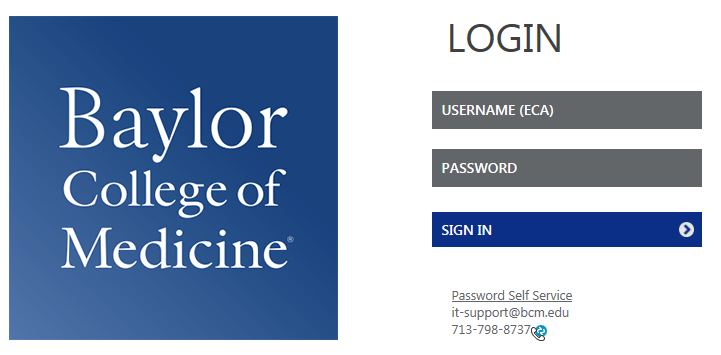 Baylor
College of
Medicine®
LOGIN
USERNAME (ECA)
PASSWORD
SIGN IN
Password Self Service
it-support@bcm.edu
713-798-8737